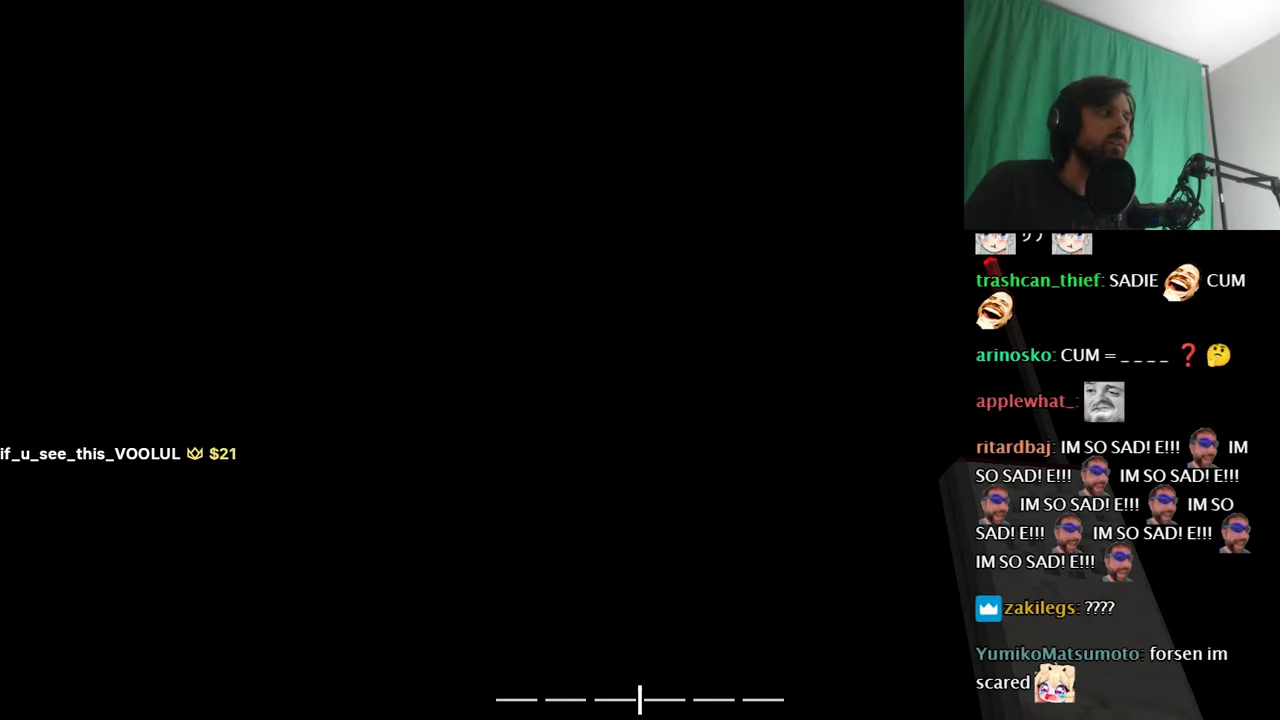 ツ
trashcan_thief: SADIE CUM
arinosko: CUM = _ _ _ _ ❓ 🤔
applewhat_:
if_u_see_this_VOOLUL $21
ritardbaj: IM SO SAD! E!!! IM
SO SAD! E!!! IM SO SAD! E!!!
IM SO SAD! E!!! IM SO
SAD! E!!! IM SO SAD! E!!!
IM SO SAD! E!!!
zakilegs: ????
YumikoMatsumoto: forsen im
scared